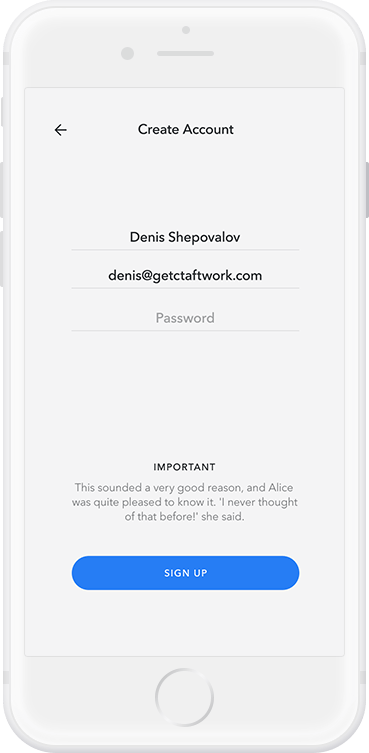 Create Account
Denis Shepovalov
denis@getctaftwork.com
Password
IMPORTANT
This sounded a very good reason, and Alice
was quite pleased to know it. 'I never thought
of that before!' she said.
SIGN UP